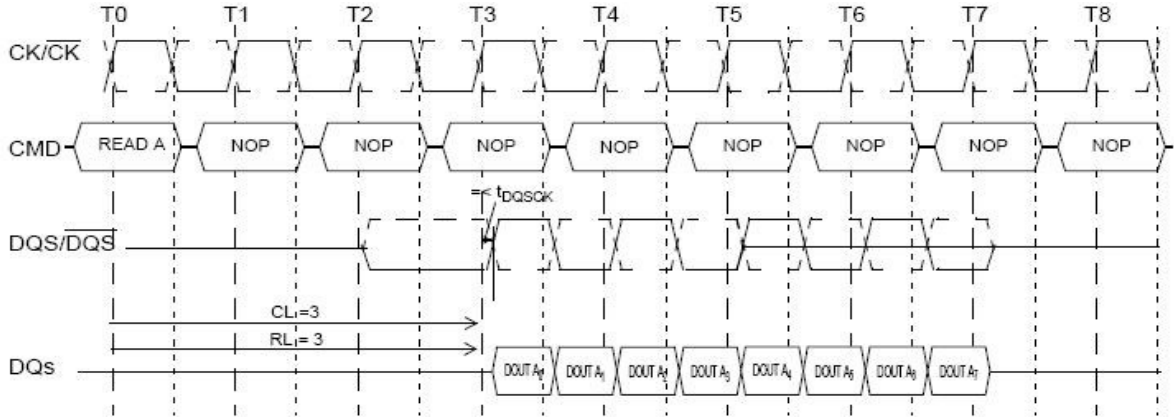 T0 T1 T2 T3 T4 T5 T6 T7 T8
CK/CK
CMD READ A NOP NOP NOP NOP NOP NOP NOP NOP
=< tDQSCK
DQS/DQS
CL =3
RL = 3
DQs DOUT A0 DOUT A1 DOUT A2 DOUT A3 DOUT A4 DOUT A5 DOUT A6 DOUT A7